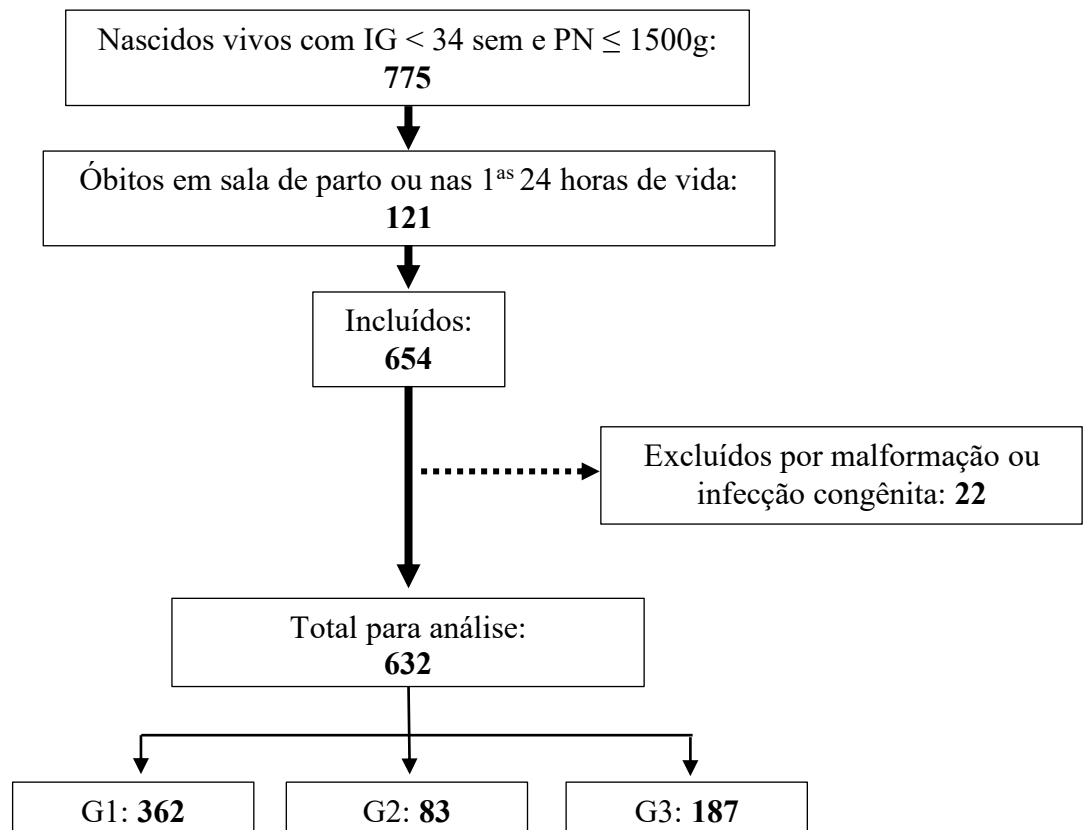 Nascidos vivos com IG < 34 sem e PN ≤ 1500g:
775
Óbitos em sala de parto ou nas 1as 24 horas de vida:
121
Incluídos:
654
Excluídos por malformação ou
infecção congênita: 22
Total para análise:
632
G1: 362
G2: 83
G3: 187